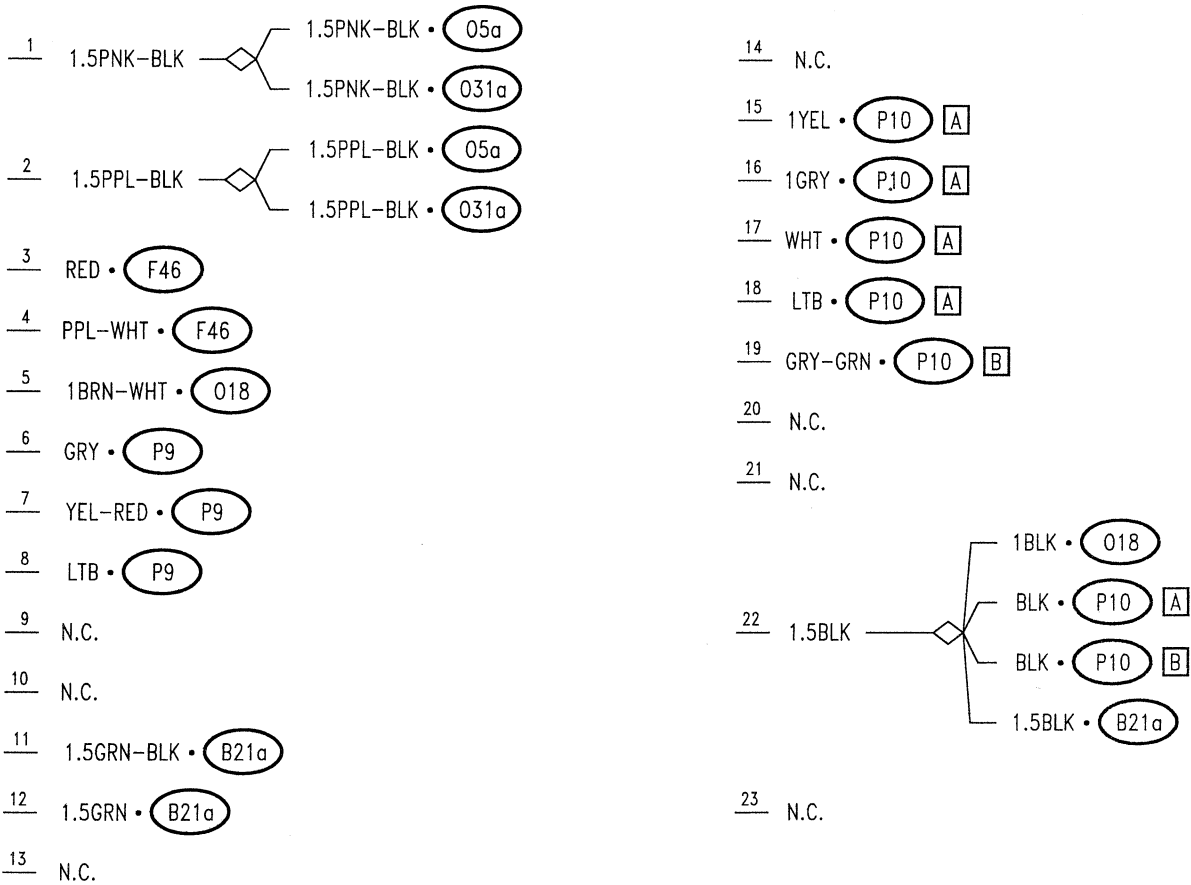 1 1.5PNK-BLK
1.5PNK-BLK • O5a
1.5PNK-BLK • O31a
2 1.5PPL-BLK
1.5PPL-BLK • O5a
1.5PPL-BLK • O31a
3 RED • F46
4 PPL-WHT • F46
5 1BRN-WHT • O18
6 GRY • P9
7 YEL-RED • P9
8 LTB • P9
9 N.C.
10 N.C.
11 1.5GRN-BLK • B21a
12 1.5GRN • B21a
13 N.C.
14 N.C.
15 1YEL • P10 A
16 1GRY • P10 A
17 WHT • P10 A
18 LTB • P10 A
19 GRY-GRN • P10 B
20 N.C.
21 N.C.
22 1.5BLK
1BLK • O18
BLK • P10 A
BLK • P10 B
1.5BLK • B21a
23 N.C.